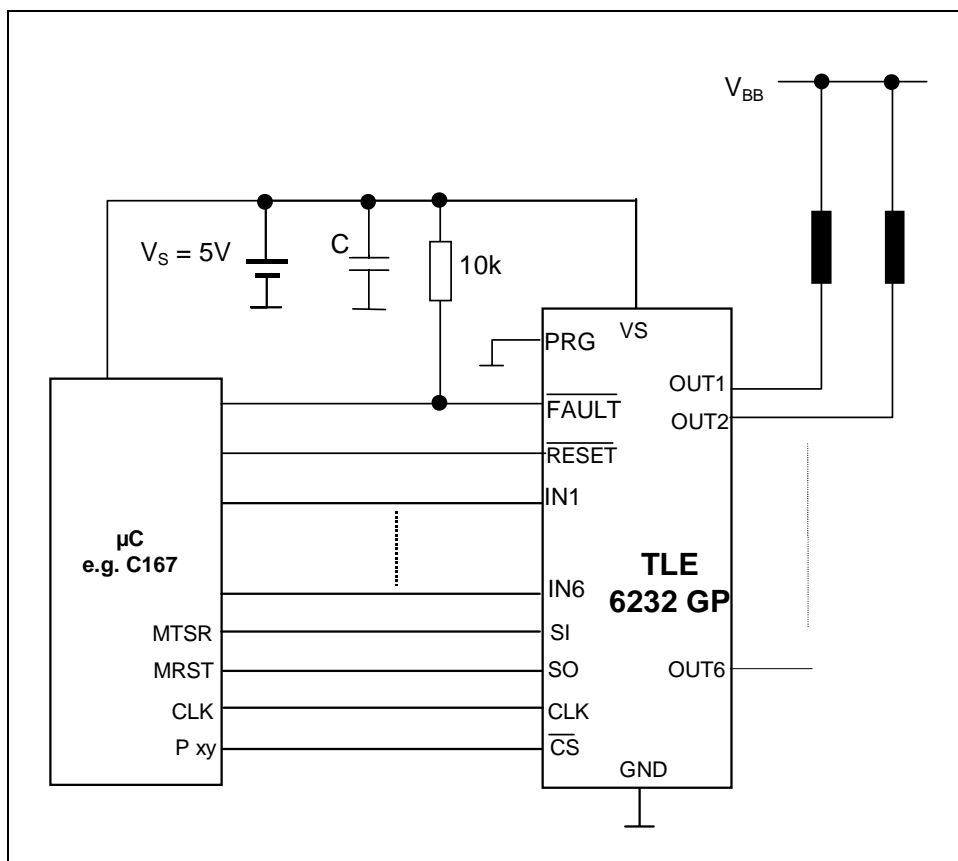 V_BB
V_S = 5V
C
10k
PRG
VS
OUT1
FAULT
OUT2
RESET
IN1
µC
e.g. C167
TLE
6232 GP
IN6
MTSR
SI
MRST
SO
OUT6
CLK
CLK
P xy
CS
GND